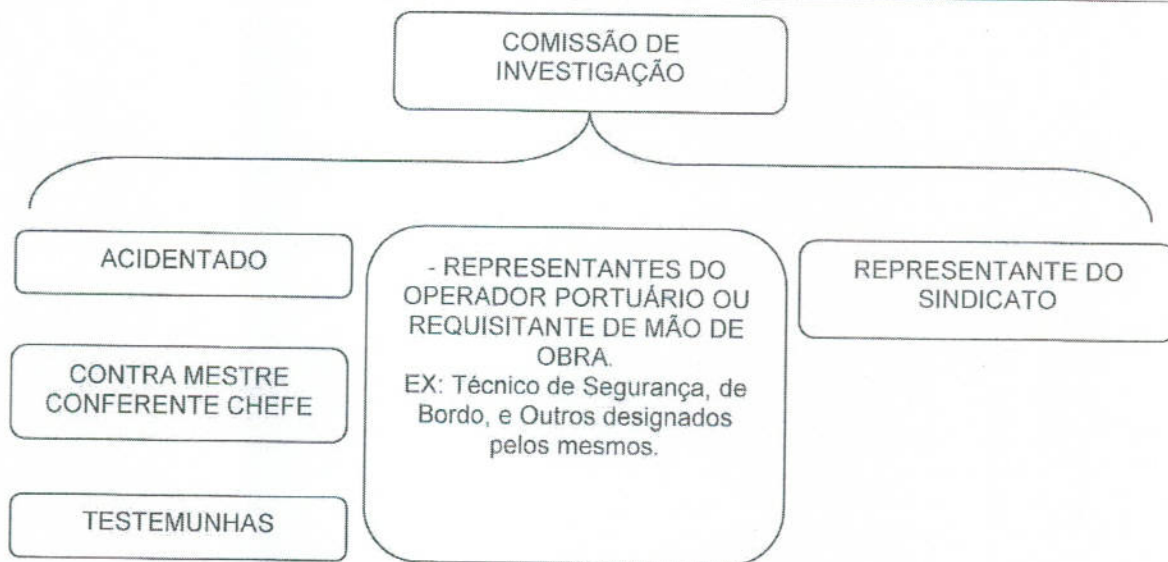 COMISSÃO DE
INVESTIGAÇÃO
ACIDENTADO
CONTRA MESTRE
CONFERENTE CHEFE
TESTEMUNHAS
- REPRESENTANTES DO
OPERADOR PORTUÁRIO OU
REQUISITANTE DE MÃO DE
OBRA.
EX: Técnico de Segurança, de
Bordo, e Outros designados
pelos mesmos.
REPRESENTANTE DO
SINDICATO